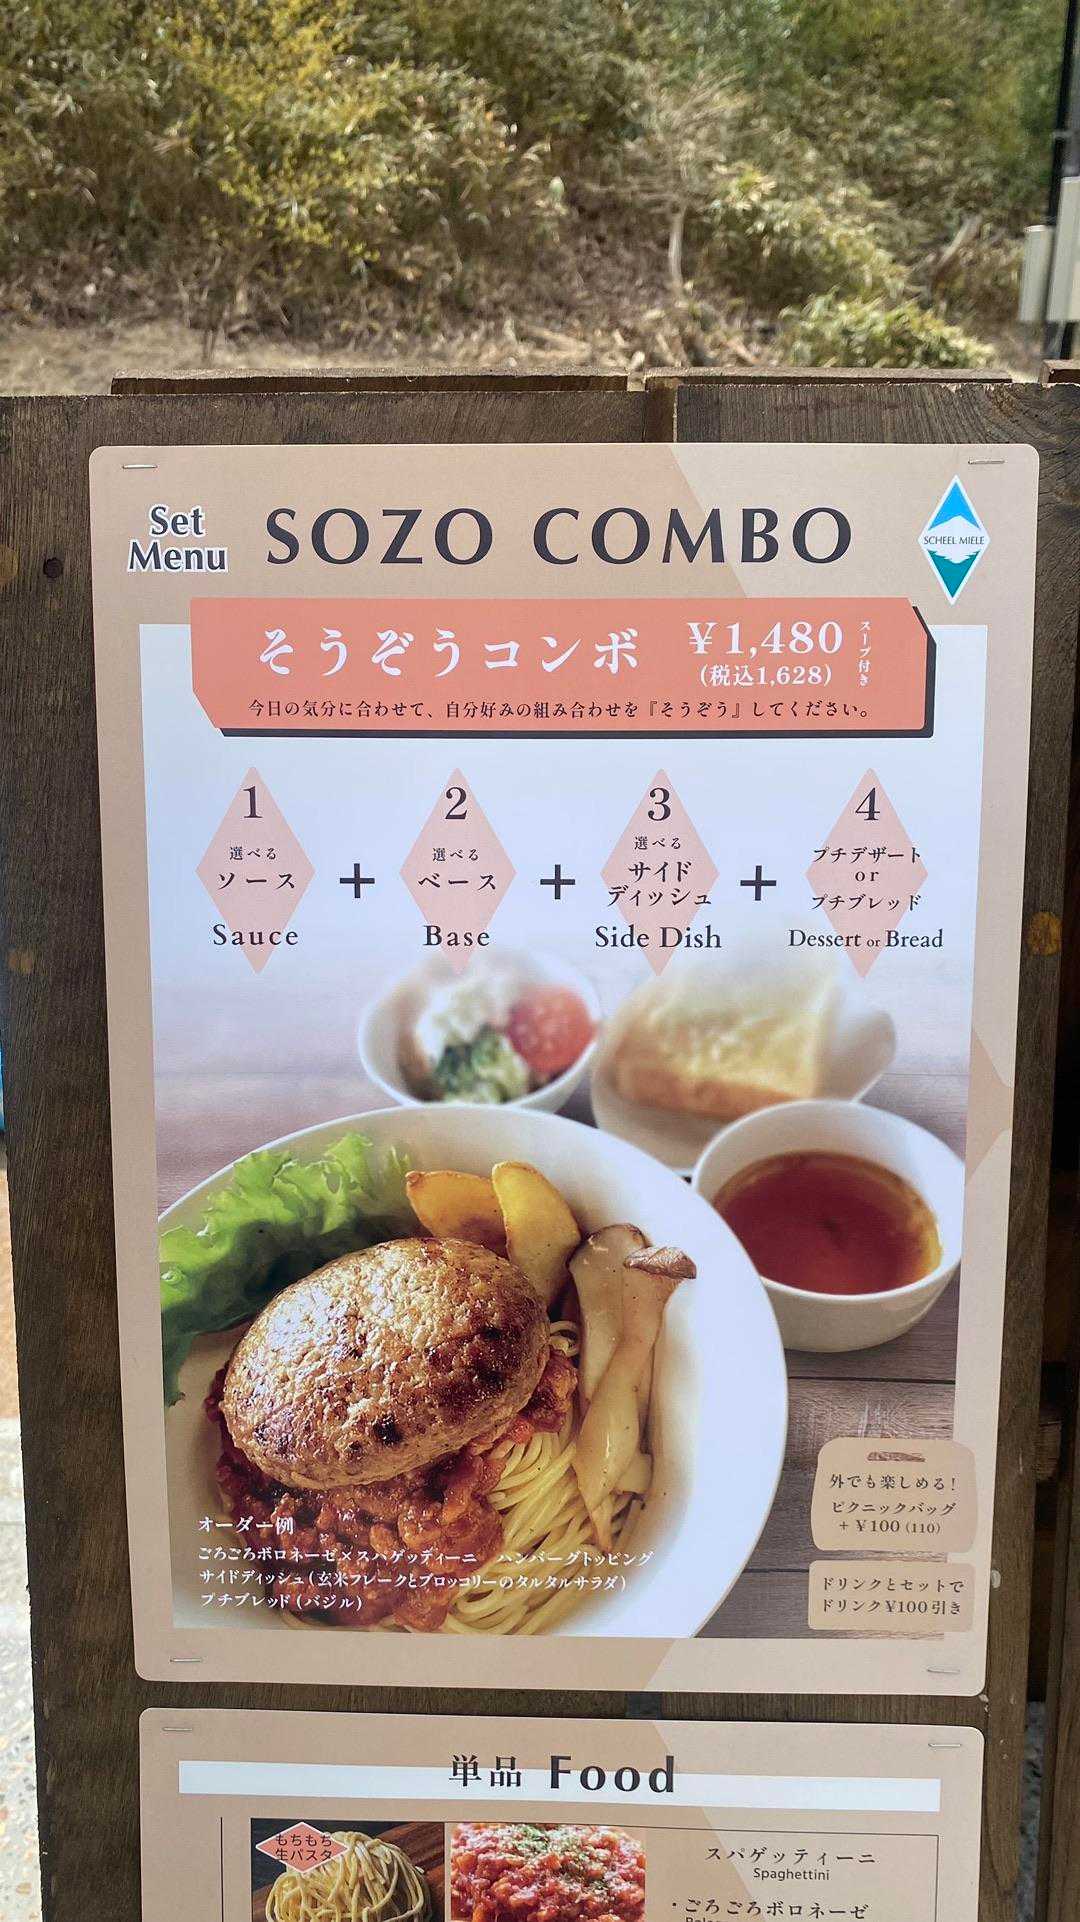 Set
Menu
SOZO COMBO
SCHEEL MIELE
そうぞうコンボ
¥1,480
(税込1,628)
スープ付き
今日の気分に合わせて、自分好みの組み合わせを『そうぞう』してください。
1
選べる
ソース
Sauce
+
2
選べる
ベース
Base
+
3
選べる
サイド
ディッシュ
Side Dish
+
4
プチデザート
or
プチブレッド
Dessert or Bread
外でも楽しめる!
ピクニックバッグ
+¥100(110)
オーダー例
ごろごろボロネーゼ×スパゲッティーニ ハンバーグトッピング
サイドディッシュ(玄米フレークとブロッコリーのタルタルサラダ)
プチブレッド(バジル)
ドリンクとセットで
ドリンク¥100引き
単品 Food
もちもち
生パスタ
スパゲッティーニ
Spaghettini
・ごろごろボロネーゼ